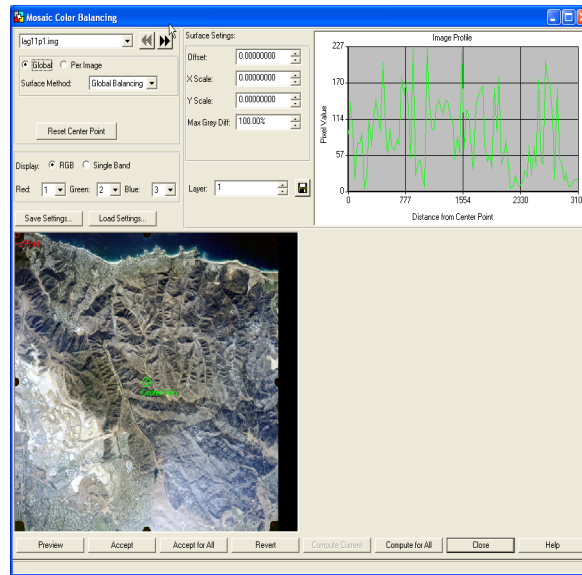 Mosaic Color Balancing
lag11p1.img
Global Per Image
Surface Method: Global Balancing
Reset Center Point
Display: RGB Single Band
Red: 1 Green: 2 Blue: 3
Save Settings... Load Settings...
Surface Setings:
Offset: 0.00000000
X Scale: 0.00000000
Y Scale: 0.00000000
Max Grey Diff: 100.00%
Layer: 1
Image Profile
227
170
114
57
0
Pixel Value
0 777 1554 2330 310
Distance from Center Point
Center Point
Preview Accept Accept for All Revert Compute Current Compute for All Close Help